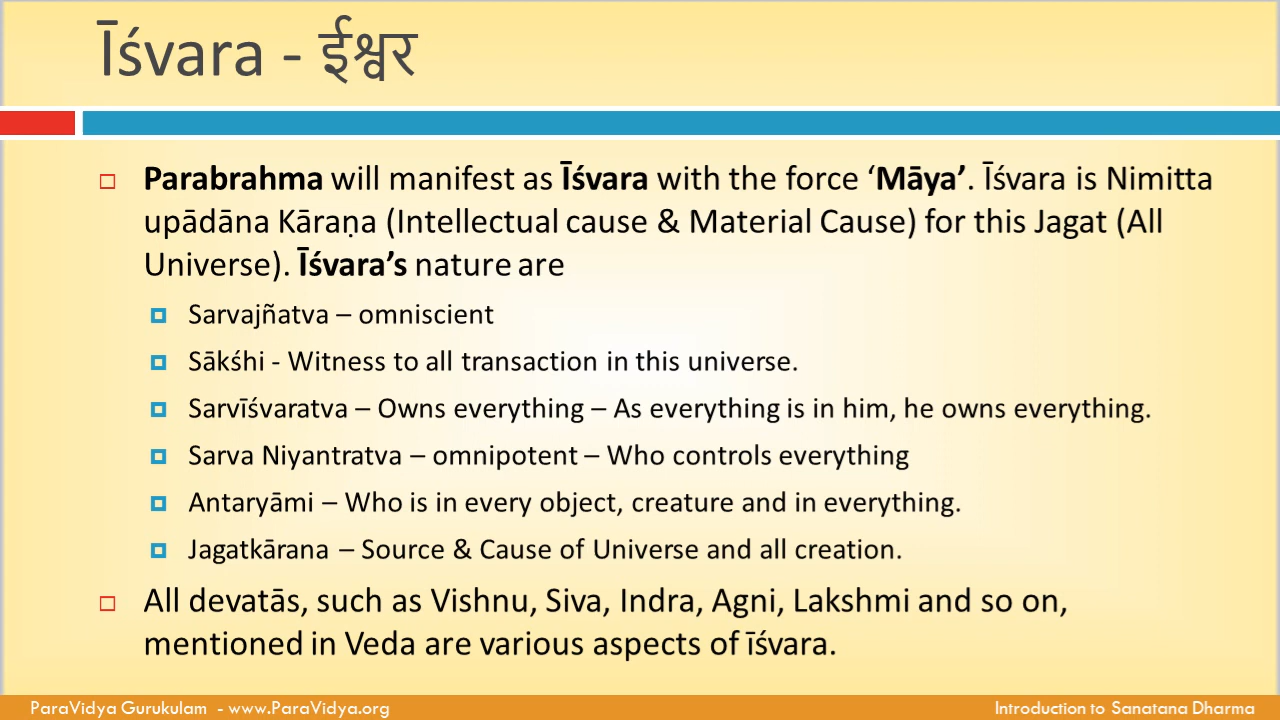 Īśvara - ईश्वर
Parabrahma will manifest as Īśvara with the force ‘Māya’. Īśvara is Nimitta
upādāna Kāraṇa (Intellectual cause & Material Cause) for this Jagat (All
Universe). Īśvara’s nature are
Sarvajñatva – omniscient
Sākśhi - Witness to all transaction in this universe.
Sarvīśvaratva – Owns everything – As everything is in him, he owns everything.
Sarva Niyantratva – omnipotent – Who controls everything
Antaryāmi – Who is in every object, creature and in everything.
Jagatkārana – Source & Cause of Universe and all creation.
All devatās, such as Vishnu, Siva, Indra, Agni, Lakshmi and so on,
mentioned in Veda are various aspects of īśvara.
ParaVidya Gurukulam - www.ParaVidya.org
Introduction to Sanatana Dharma